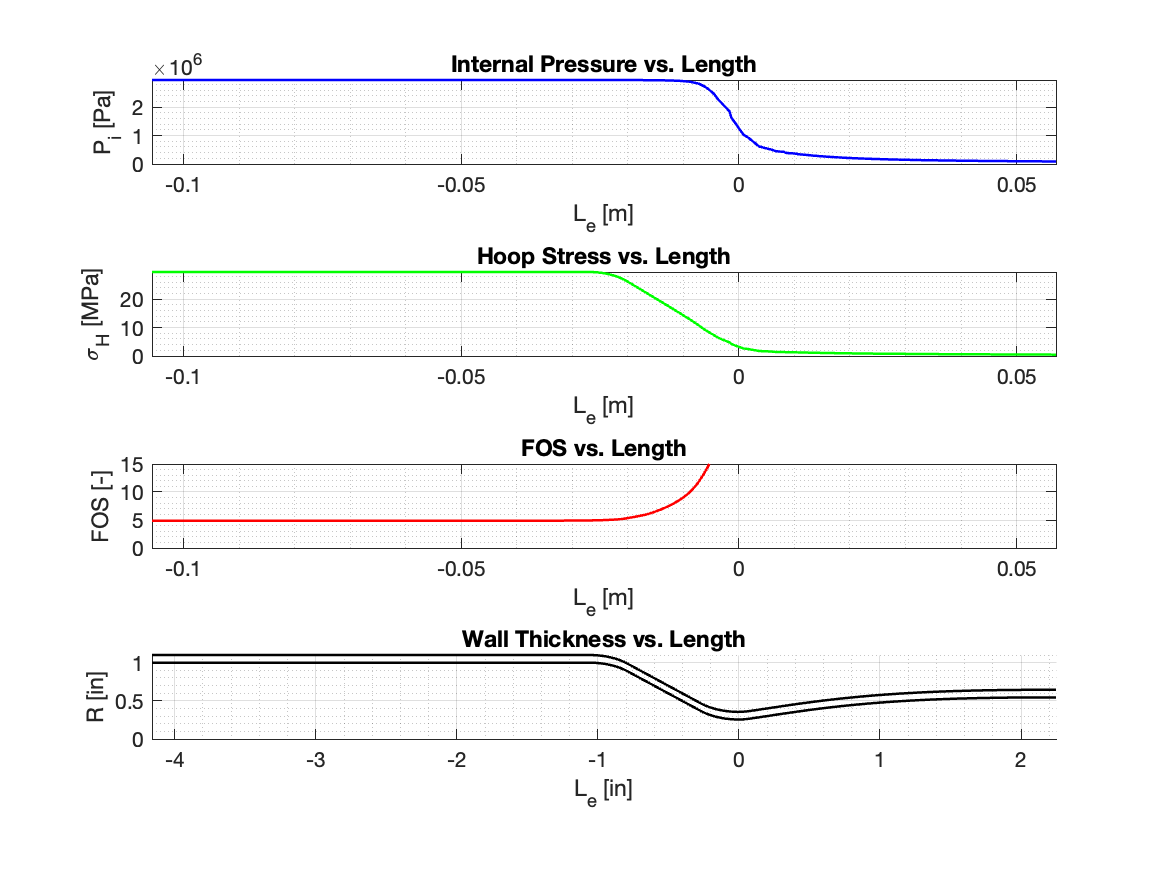 Internal Pressure vs. Length
×10^6
P_i [Pa]
2
1
0
-0.1 -0.05 0 0.05
L_e [m]
Hoop Stress vs. Length
σ_H [MPa]
20
10
0
-0.1 -0.05 0 0.05
L_e [m]
FOS vs. Length
FOS [-]
15
10
5
0
-0.1 -0.05 0 0.05
L_e [m]
Wall Thickness vs. Length
R [in]
1
0.5
0
-4 -3 -2 -1 0 1 2
L_e [in]